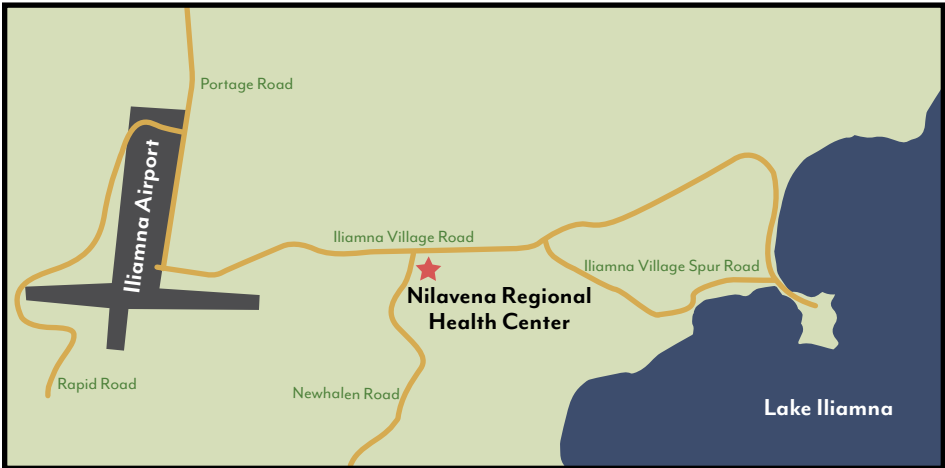 Portage Road
Iliamna Airport
Iliamna Village Road
Iliamna Village Spur Road
Nilavena Regional
Health Center
Rapid Road
Newhalen Road
Lake Iliamna